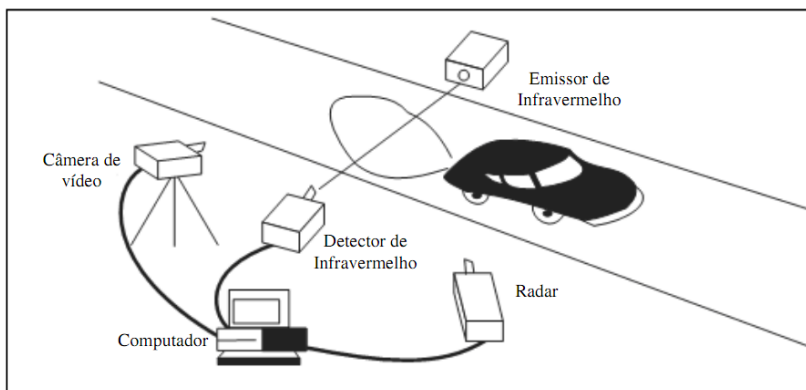 Emissor de
Infravermelho
Câmera de
vídeo
Detector de
Infravermelho
Radar
Computador